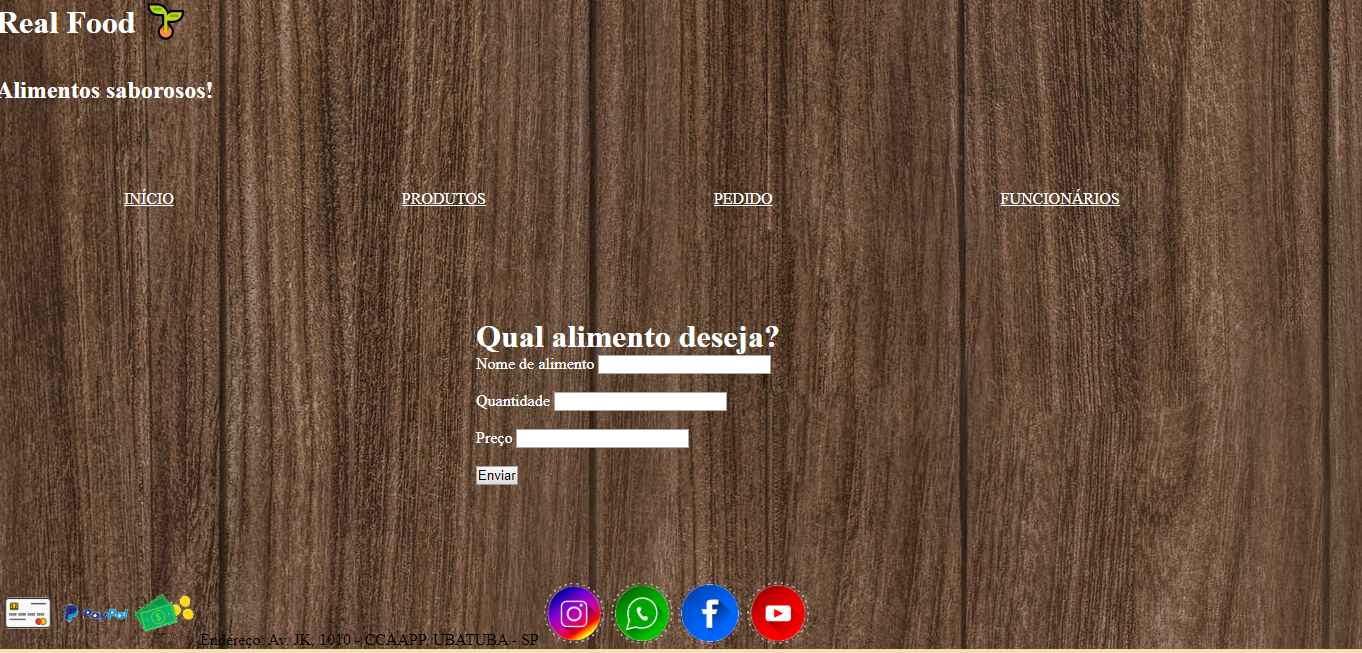 Real Food
Alimentos saborosos!
INÍCIO PRODUTOS PEDIDO FUNCIONÁRIOS
Qual alimento deseja?
Nome de alimento
Quantidade
Preço
Enviar
PayPal
Endereço: Av. JK, 1010 - CCAAPP, UBATUBA - SP